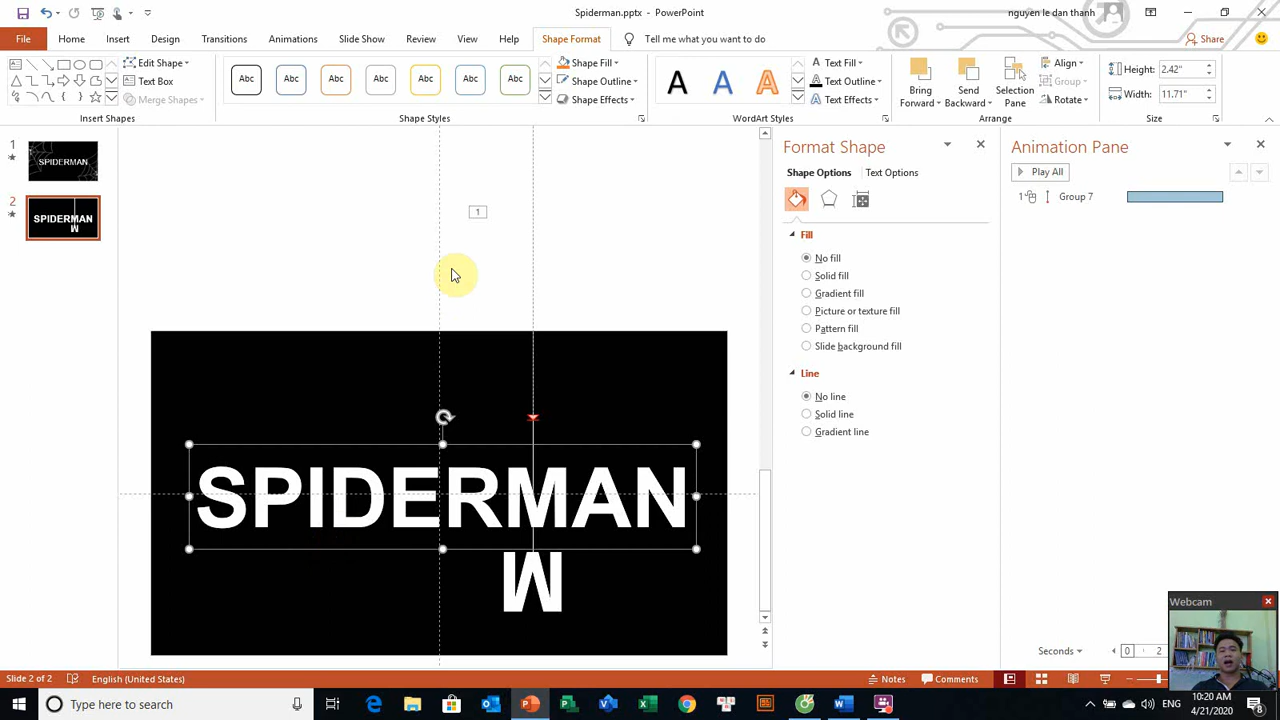 Spiderman.pptx - PowerPoint
nguyen le dan thanh
File
Home
Insert
Design
Transitions
Animations
Slide Show
Review
View
Help
Shape Format
Tell me what you want to do
Share
Edit Shape
Text Box
Merge Shapes
Insert Shapes
Abc
Abc
Abc
Abc
Abc
Abc
Abc
Shape Fill
Shape Outline
Shape Effects
Shape Styles
A
A
A
Text Fill
Text Outline
Text Effects
WordArt Styles
Bring
Forward
Send
Backward
Selection
Pane
Align
Group
Rotate
Arrange
Height:
2.42"
Width:
11.71"
Size
1
SPIDERMAN
2
SPIDERMAN
M
1
SPIDERMAN
M
Format Shape
Shape Options
Text Options
Fill
No fill
Solid fill
Gradient fill
Picture or texture fill
Pattern fill
Slide background fill
Line
No line
Solid line
Gradient line
Animation Pane
Play All
1
Group 7
Seconds
0
2
Webcam
Slide 2 of 2
English (United States)
Notes
Comments
Type here to search
10:20 AM
4/21/2020
8